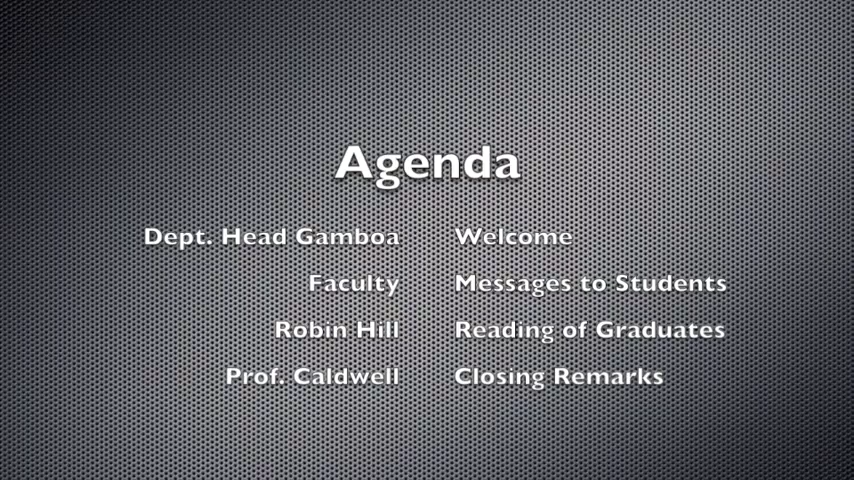 Agenda
Dept. Head Gamboa Welcome
Faculty Messages to Students
Robin Hill Reading of Graduates
Prof. Caldwell Closing Remarks